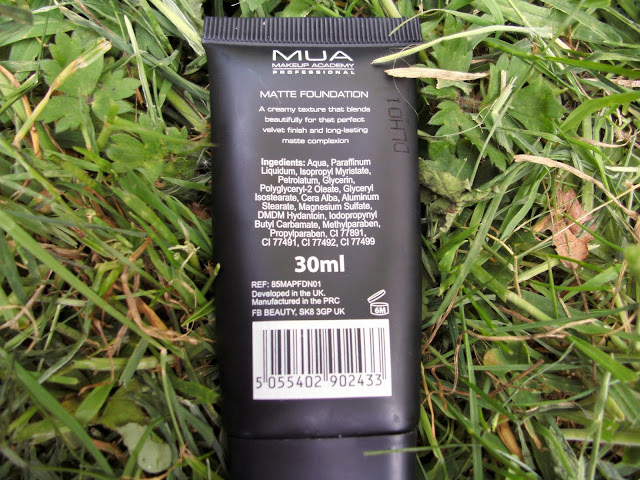 MUA
MAKEUP ACADEMY
PROFESSIONAL
MATTE FOUNDATION
A creamy texture that blends
beautifully for that perfect
velvet finish and long-lasting
matte complexion
Ingredients: Aqua, Paraffinum
Liquidum, Isopropyl Myristate,
Petrolatum, Glycerin,
Polyglyceryl-2 Oleate, Glyceryl
Isostearate, Cera Alba, Aluminum
Stearate, Magnesium Sulfate,
DMDM Hydantoin, Iodopropynyl
Butyl Carbamate, Methylparaben,
Propylparaben, CI 77891,
CI 77491, CI 77492, CI 77499
30ml
REF: 85MAPFDN01
Developed in the UK.
Manufactured in the PRC
FB BEAUTY, SK8 3GP UK
6M
5 055402 902433
DLH01